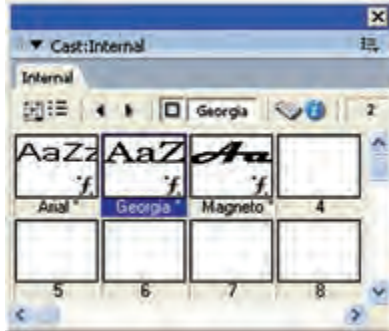 Cast:Internal
Internal
Georgia 2
AaZz AaZ Aa
f. f. f.
Arial * Georgia * Magneto * 4
5 6 7 8